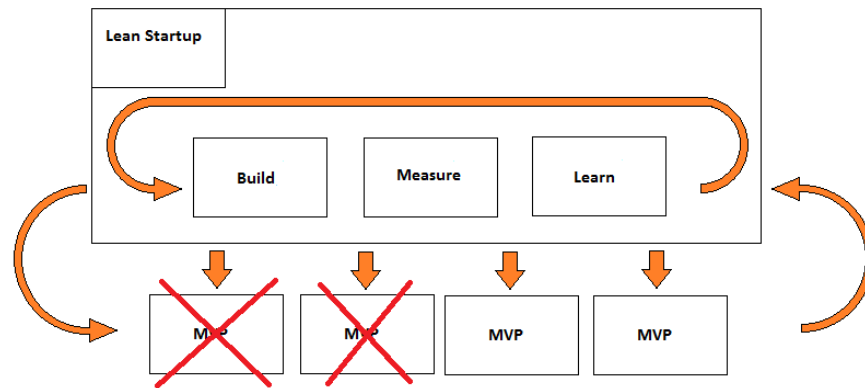 Lean Startup
Build
Measure
Learn
MVP
MVP
MVP
MVP